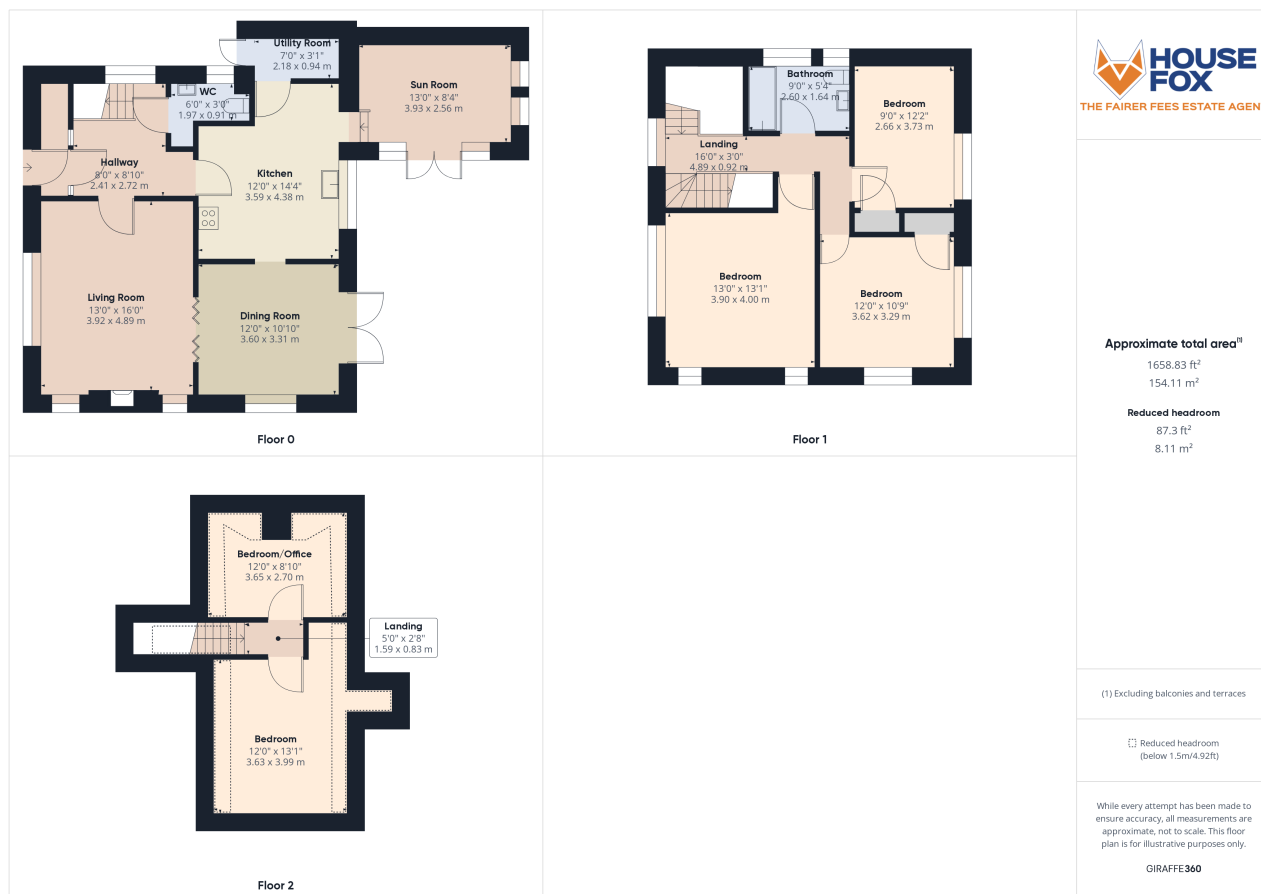 Utility Room
7'0" x 3'1"
2.18 x 0.94 m
WC
6'0" x 3'0"
1.97 x 0.91 m
Sun Room
13'0" x 8'4"
3.93 x 2.56 m
Hallway
8'0" x 8'10"
2.41 x 2.72 m
Kitchen
12'0" x 14'4"
3.59 x 4.38 m
Living Room
13'0" x 16'0"
3.92 x 4.89 m
Dining Room
12'0" x 10'10"
3.60 x 3.31 m
Floor 0
Bathroom
9'0" x 5'4"
2.60 x 1.64 m
Bedroom
9'0" x 12'2"
2.66 x 3.73 m
Landing
16'0" x 3'0"
4.89 x 0.92 m
Bedroom
13'0" x 13'1"
3.90 x 4.00 m
Bedroom
12'0" x 10'9"
3.62 x 3.29 m
Floor 1
Bedroom/Office
12'0" x 8'10"
3.65 x 2.70 m
Landing
5'0" x 2'8"
1.59 x 0.83 m
Bedroom
12'0" x 13'1"
3.63 x 3.99 m
Floor 2
HOUSE
FOX
THE FAIRER FEES ESTATE AGEN
Approximate total area(1)
1658.83 ft²
154.11 m²
Reduced headroom
87.3 ft²
8.11 m²
(1) Excluding balconies and terraces
Reduced headroom
(below 1.5m/4.92ft)
While every attempt has been made to
ensure accuracy, all measurements are
approximate, not to scale. This floor
plan is for illustrative purposes only.
GIRAFFE360